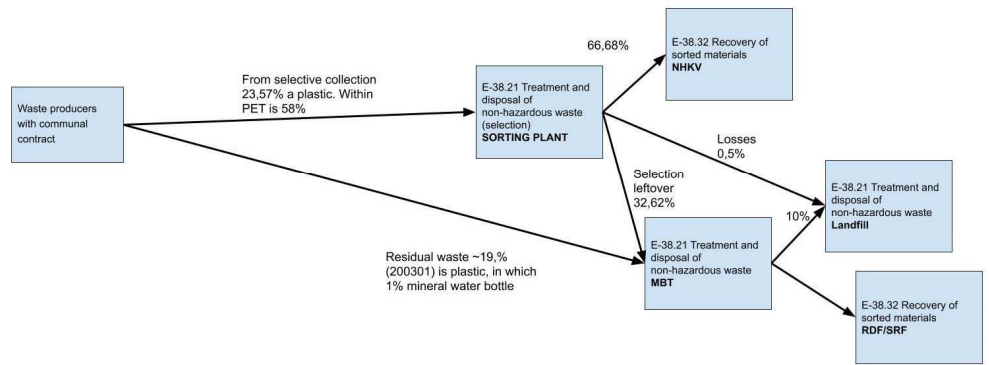 Waste producers
with communal
contract
From selective collection
23,57% a plastic. Within
PET is 58%
Residual waste ~19,%
(200301) is plastic, in which
1% mineral water bottle
E-38.21 Treatment and
disposal of
non-hazardous waste
(selection)
SORTING PLANT
66,68%
E-38.32 Recovery of
sorted materials
NHKV
Losses
0,5%
Selection
leftover
32,62%
E-38.21 Treatment and
disposal of
non-hazardous waste
MBT
10%
E-38.21 Treatment and
disposal of
non-hazardous waste
Landfill
E-38.32 Recovery of
sorted materials
RDF/SRF